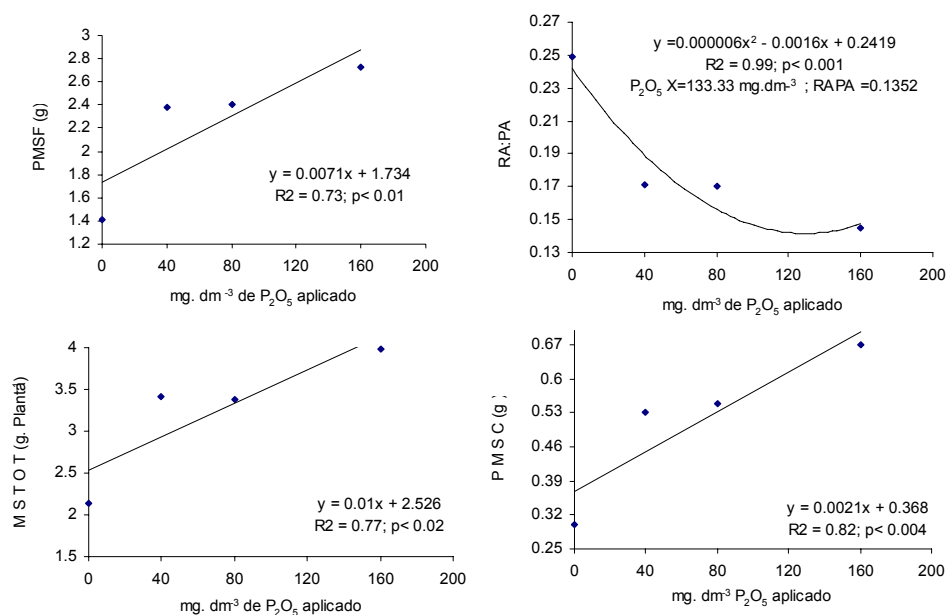 PMSF (g)
3
2.8
2.6
2.4
2.2
2
1.8
1.6
1.4
1.2
y = 0.0071x + 1.734
R2 = 0.73; p< 0.01
0 40 80 120 160 200
mg. dm⁻³ de P₂O₅ aplicado
RA:PA
0.27
0.25
0.23
0.21
0.19
0.17
0.15
0.13
y =0.000006x² - 0.0016x + 0.2419
R2 = 0.99; p< 0.001
P₂O₅ X=133.33 mg.dm⁻³ ; RAPA =0.1352
0 40 80 120 160 200
mg. dm⁻³ de P₂O₅ aplicado
M S T O T (g. Planta)
4
3.5
3
2.5
2
1.5
y = 0.01x + 2.526
R2 = 0.77; p< 0.02
0 40 80 120 160 200
mg. dm⁻³ de P₂O₅ aplicado
P M S C (g )
0.67
0.6
0.53
0.46
0.39
0.32
0.25
y = 0.0021x + 0.368
R2 = 0.82; p< 0.004
0 40 80 120 160 200
mg. dm³ P₂O₅ aplicado